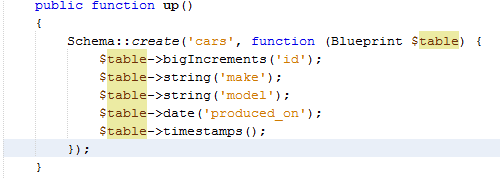 public function up()
{
    Schema::create('cars', function (Blueprint $table) {
        $table->bigIncrements('id');
        $table->string('make');
        $table->string('model');
        $table->date('produced_on');
        $table->timestamps();
    });
}